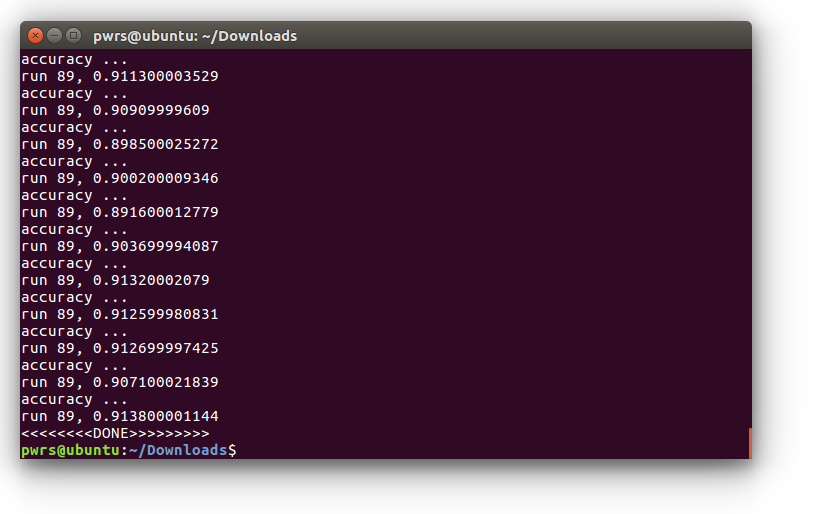 pwrs@ubuntu: ~/Downloads
accuracy ...
run 89, 0.911300003529
accuracy ...
run 89, 0.90909999609
accuracy ...
run 89, 0.898500025272
accuracy ...
run 89, 0.900200009346
accuracy ...
run 89, 0.891600012779
accuracy ...
run 89, 0.903699994087
accuracy ...
run 89, 0.91320002079
accuracy ...
run 89, 0.912599980831
accuracy ...
run 89, 0.912699997425
accuracy ...
run 89, 0.907100021839
accuracy ...
run 89, 0.913800001144
<<<<<<<<DONE>>>>>>>>>
pwrs@ubuntu:~/Downloads$